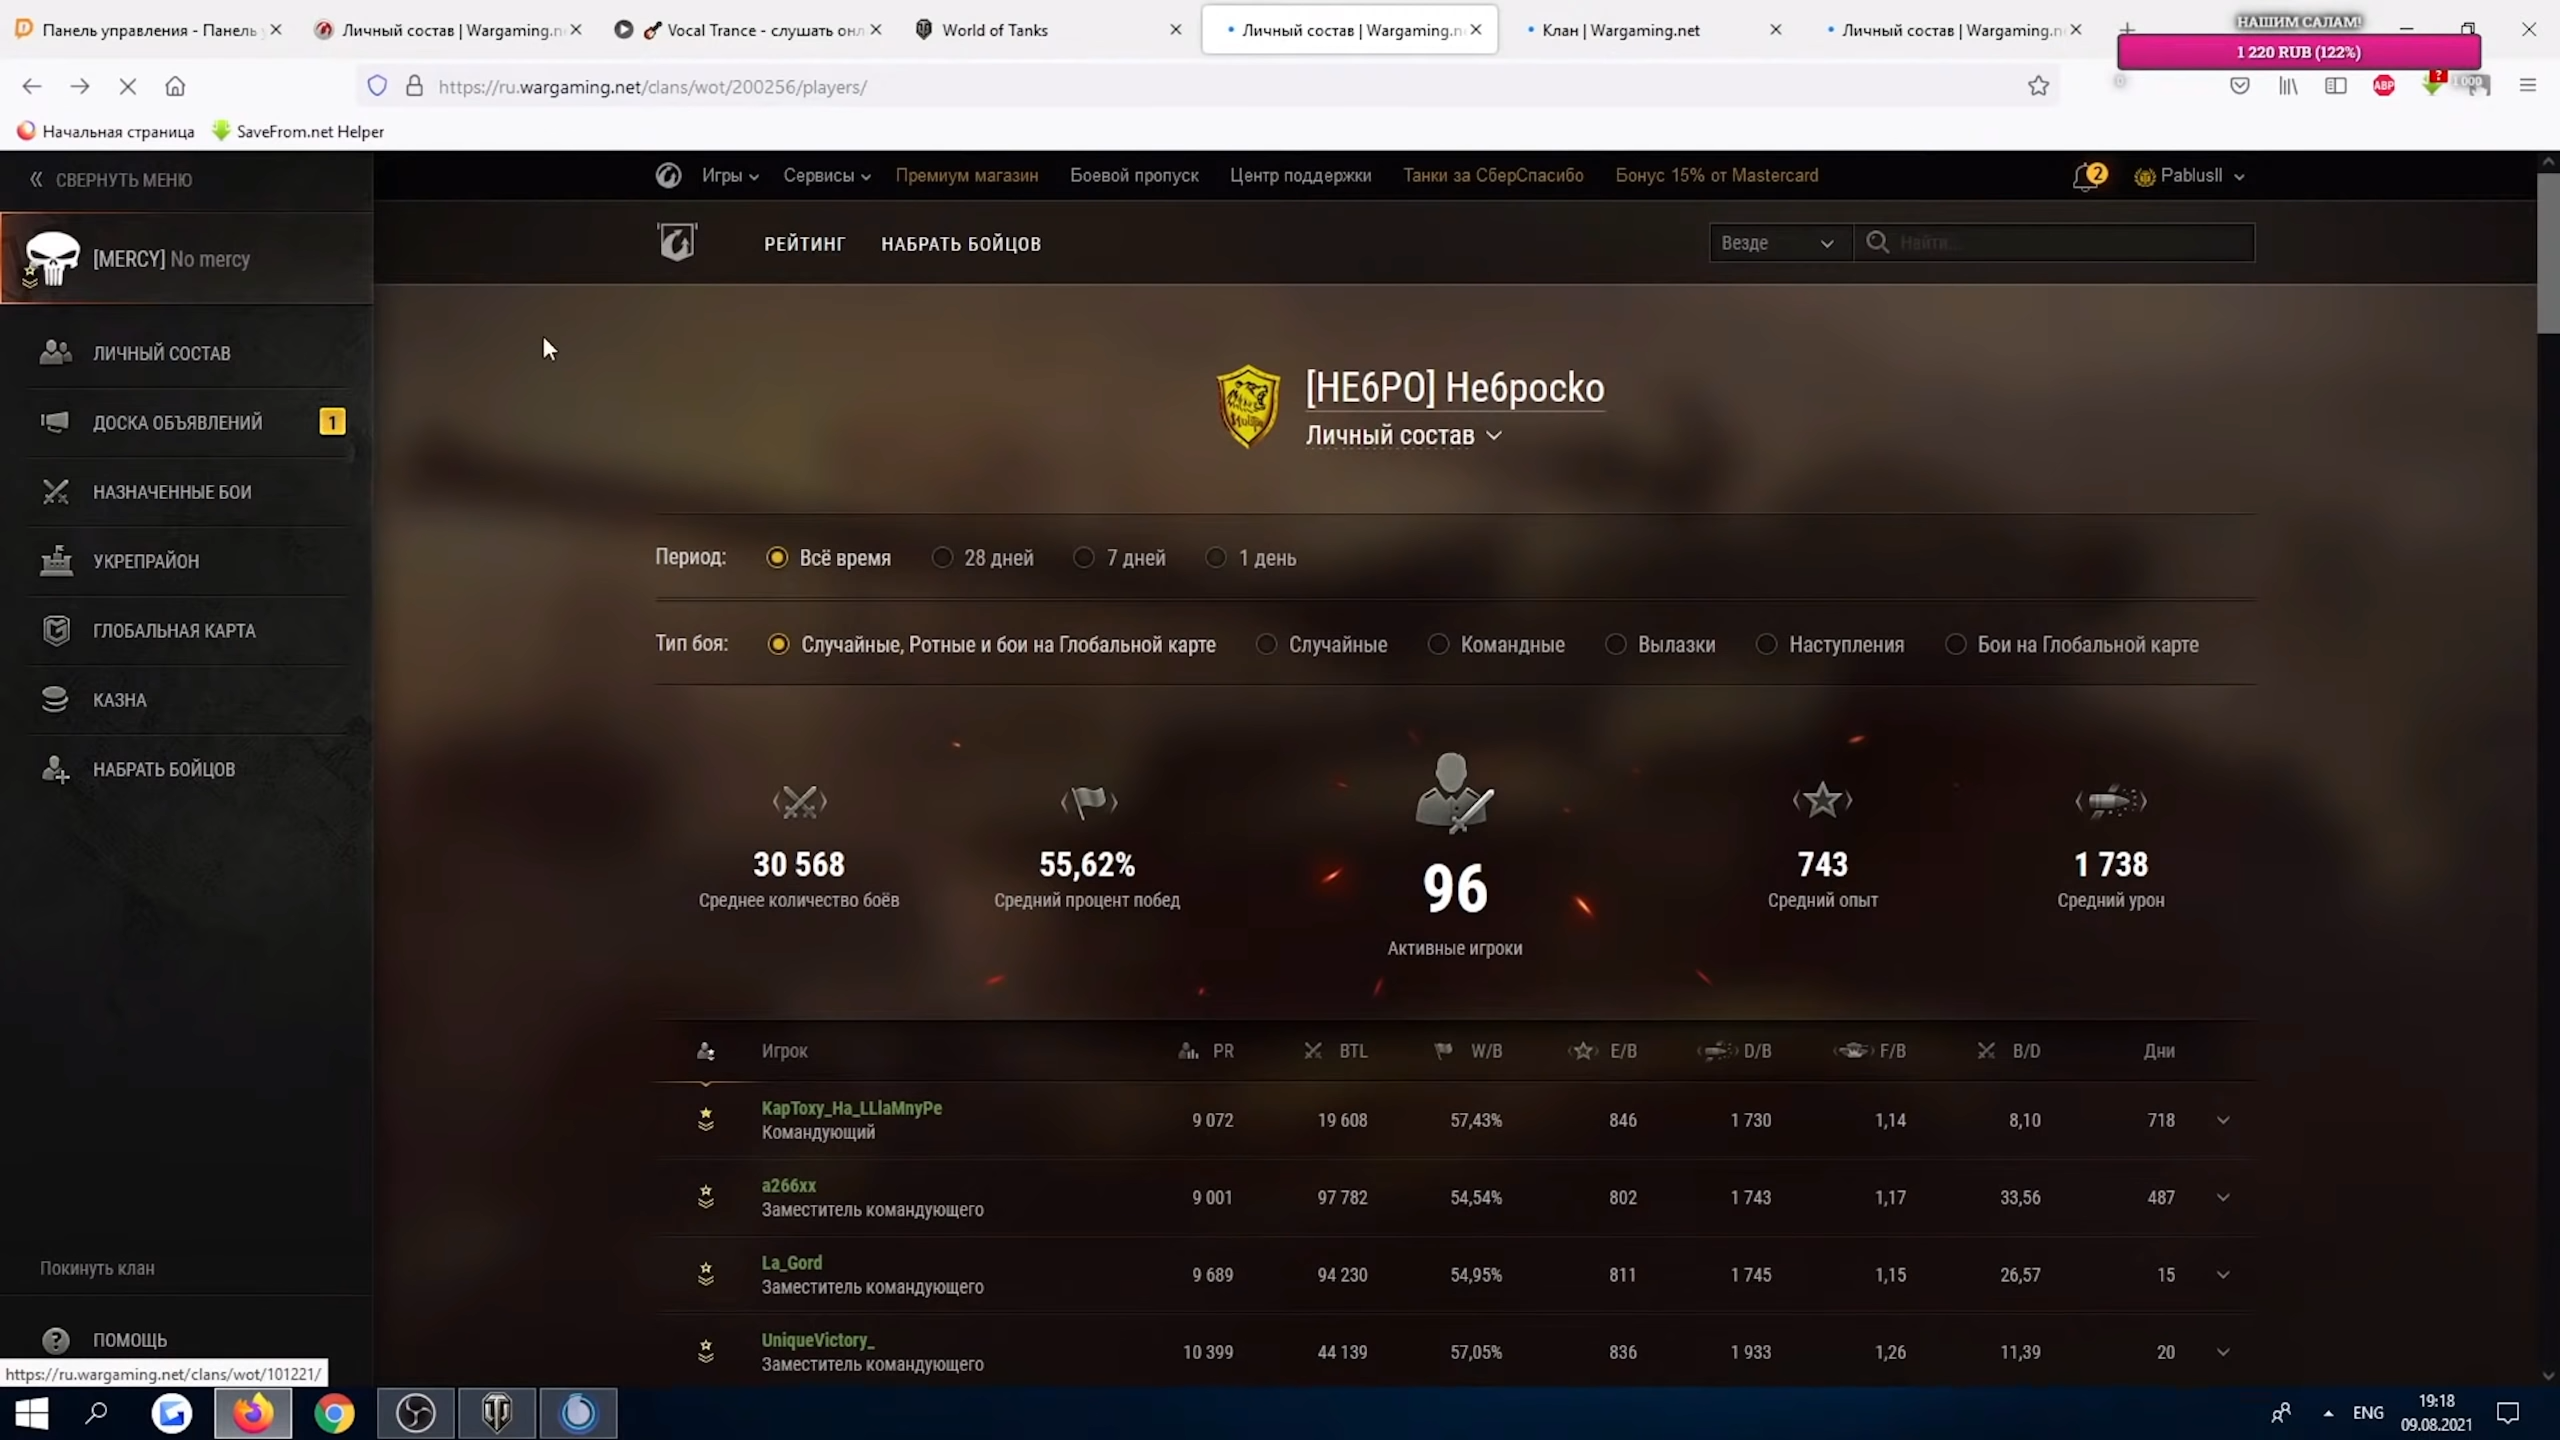 Панель управления - Панель у
Личный состав | Wargaming.n
Vocal Trance - слушать онл
World of Tanks
Личный состав | Wargaming.n
Клан | Wargaming.net
Личный состав | Wargaming.n
НАШИМ САЛАМ!
1 220 RUB (122%)
0
1 000
https://ru.wargaming.net/clans/wot/200256/players/
ABP
Начальная страница
SaveFrom.net Helper
СВЕРНУТЬ МЕНЮ
Игры
Сервисы
Премиум магазин
Боевой пропуск
Центр поддержки
Танки за СберСпасибо
Бонус 15% от Mastercard
2
Pablusll
[MERCY] No mercy
РЕЙТИНГ
НАБРАТЬ БОЙЦОВ
Везде
Найти...
ЛИЧНЫЙ СОСТАВ
ДОСКА ОБЪЯВЛЕНИЙ 1
НАЗНАЧЕННЫЕ БОИ
УКРЕПРАЙОН
ГЛОБАЛЬНАЯ КАРТА
КАЗНА
НАБРАТЬ БОЙЦОВ
Покинуть клан
ПОМОЩЬ
[HE6PO] Не6роско
Личный состав
Период: Всё время 28 дней 7 дней 1 день
Тип боя: Случайные, Ротные и бои на Глобальной карте Случайные Командные Вылазки Наступления Бои на Глобальной карте
30 568
Среднее количество боёв
55,62%
Средний процент побед
96
Активные игроки
743
Средний опыт
1 738
Средний урон
Игрок PR BTL W/B E/B D/B F/B B/D Дни
KapToxy_Ha_LLlaMnyPe
Командующий
9 072 19 608 57,43% 846 1 730 1,14 8,10 718
a266xx
Заместитель командующего
9 001 97 782 54,54% 802 1 743 1,17 33,56 487
La_Gord
Заместитель командующего
9 689 94 230 54,95% 811 1 745 1,15 26,57 15
UniqueVictory_
Заместитель командующего
10 399 44 139 57,05% 836 1 933 1,26 11,39 20
https://ru.wargaming.net/clans/wot/101221/
ENG
19:18
09.08.2021